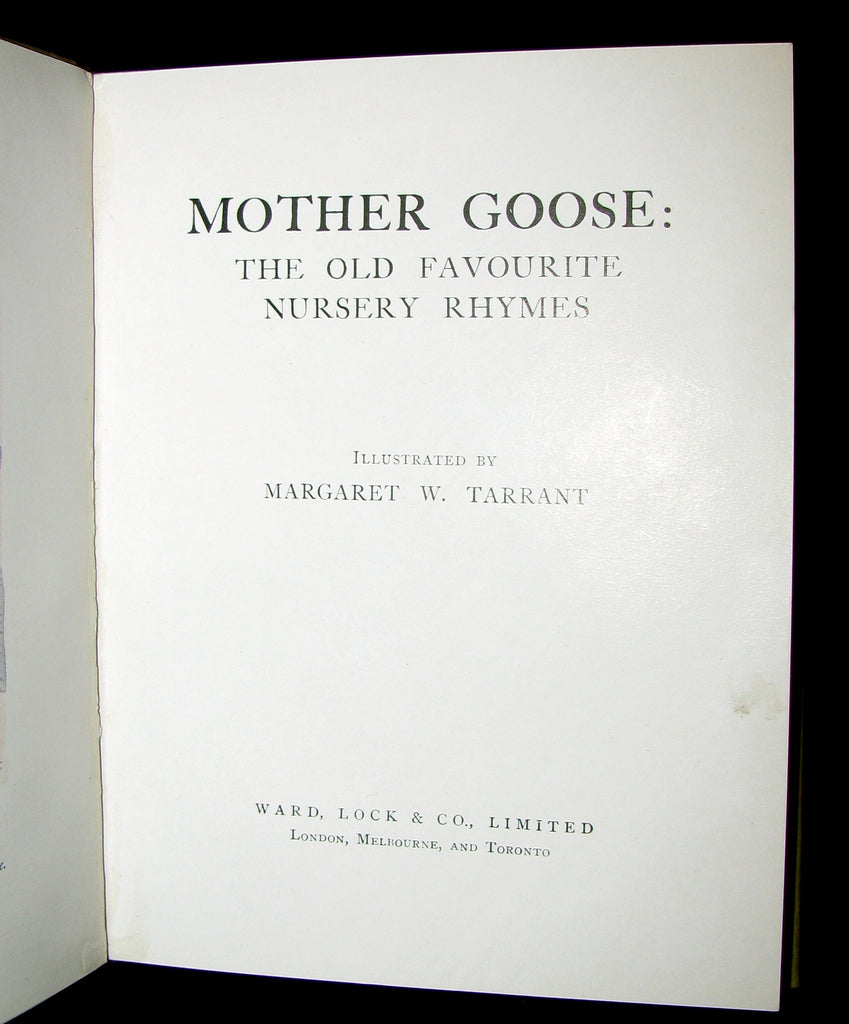 MOTHER GOOSE:
THE OLD FAVOURITE
NURSERY RHYMES
ILLUSTRATED BY
MARGARET W. TARRANT
WARD, LOCK & CO., LIMITED
LONDON, MELBOURNE, AND TORONTO